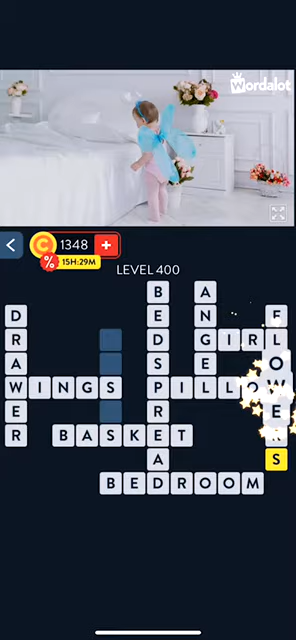 Wordalot
1348
15H:29M
LEVEL 400
BEDSPREAD
ANGEL
DRAWER
FLOWERS
GIRL
WINGS
PILLOW
BASKET
BEDROOM